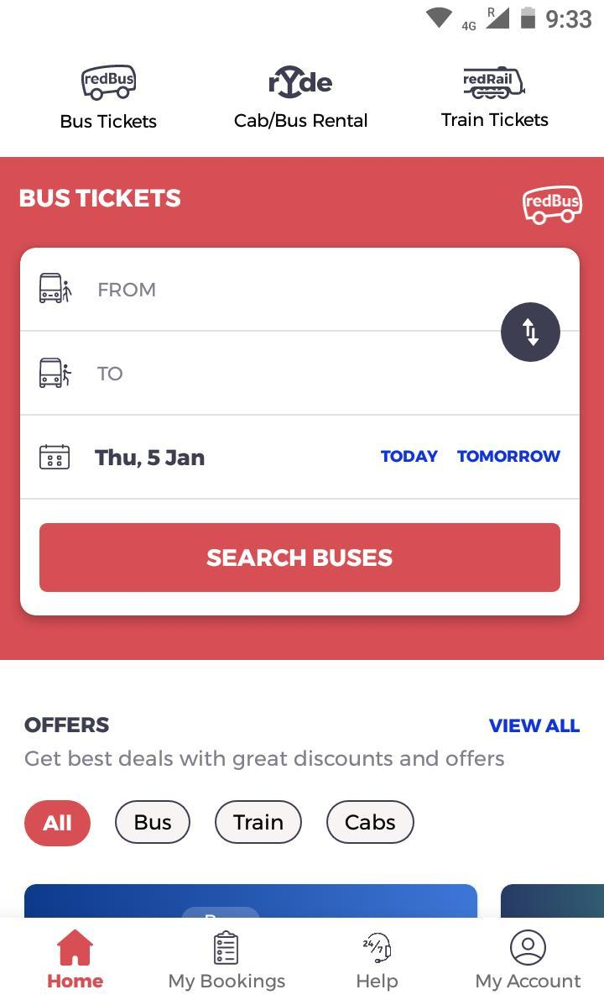 4G R 9:33
redBus rYde redRail
Bus Tickets Cab/Bus Rental Train Tickets
BUS TICKETS redBus
FROM
TO
Thu, 5 Jan TODAY TOMORROW
SEARCH BUSES
OFFERS VIEW ALL
Get best deals with great discounts and offers
All Bus Train Cabs
24/7
Home My Bookings Help My Account